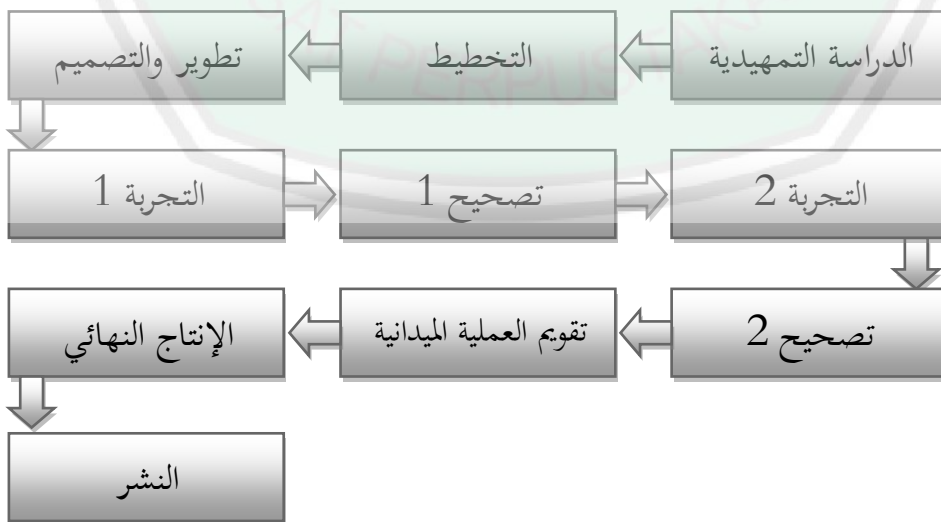 الدراسة التمهيدية
التخطيط
تطوير والتصميم
التجربة 1
تصحيح 1
التجربة 2
تصحيح 2
تقويم العملية الميدانية
الإنتاج النهائي
النشر